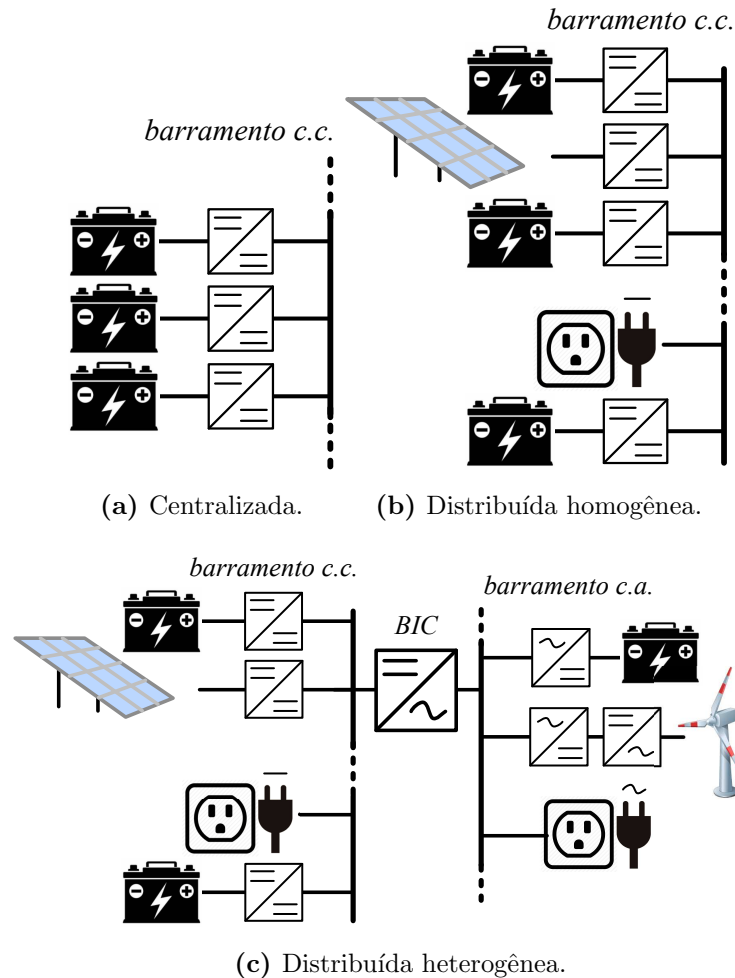 barramento c.c.
barramento c.c.
(a) Centralizada.
(b) Distribuída homogênea.
barramento c.c.
BIC
barramento c.a.
(c) Distribuída heterogênea.